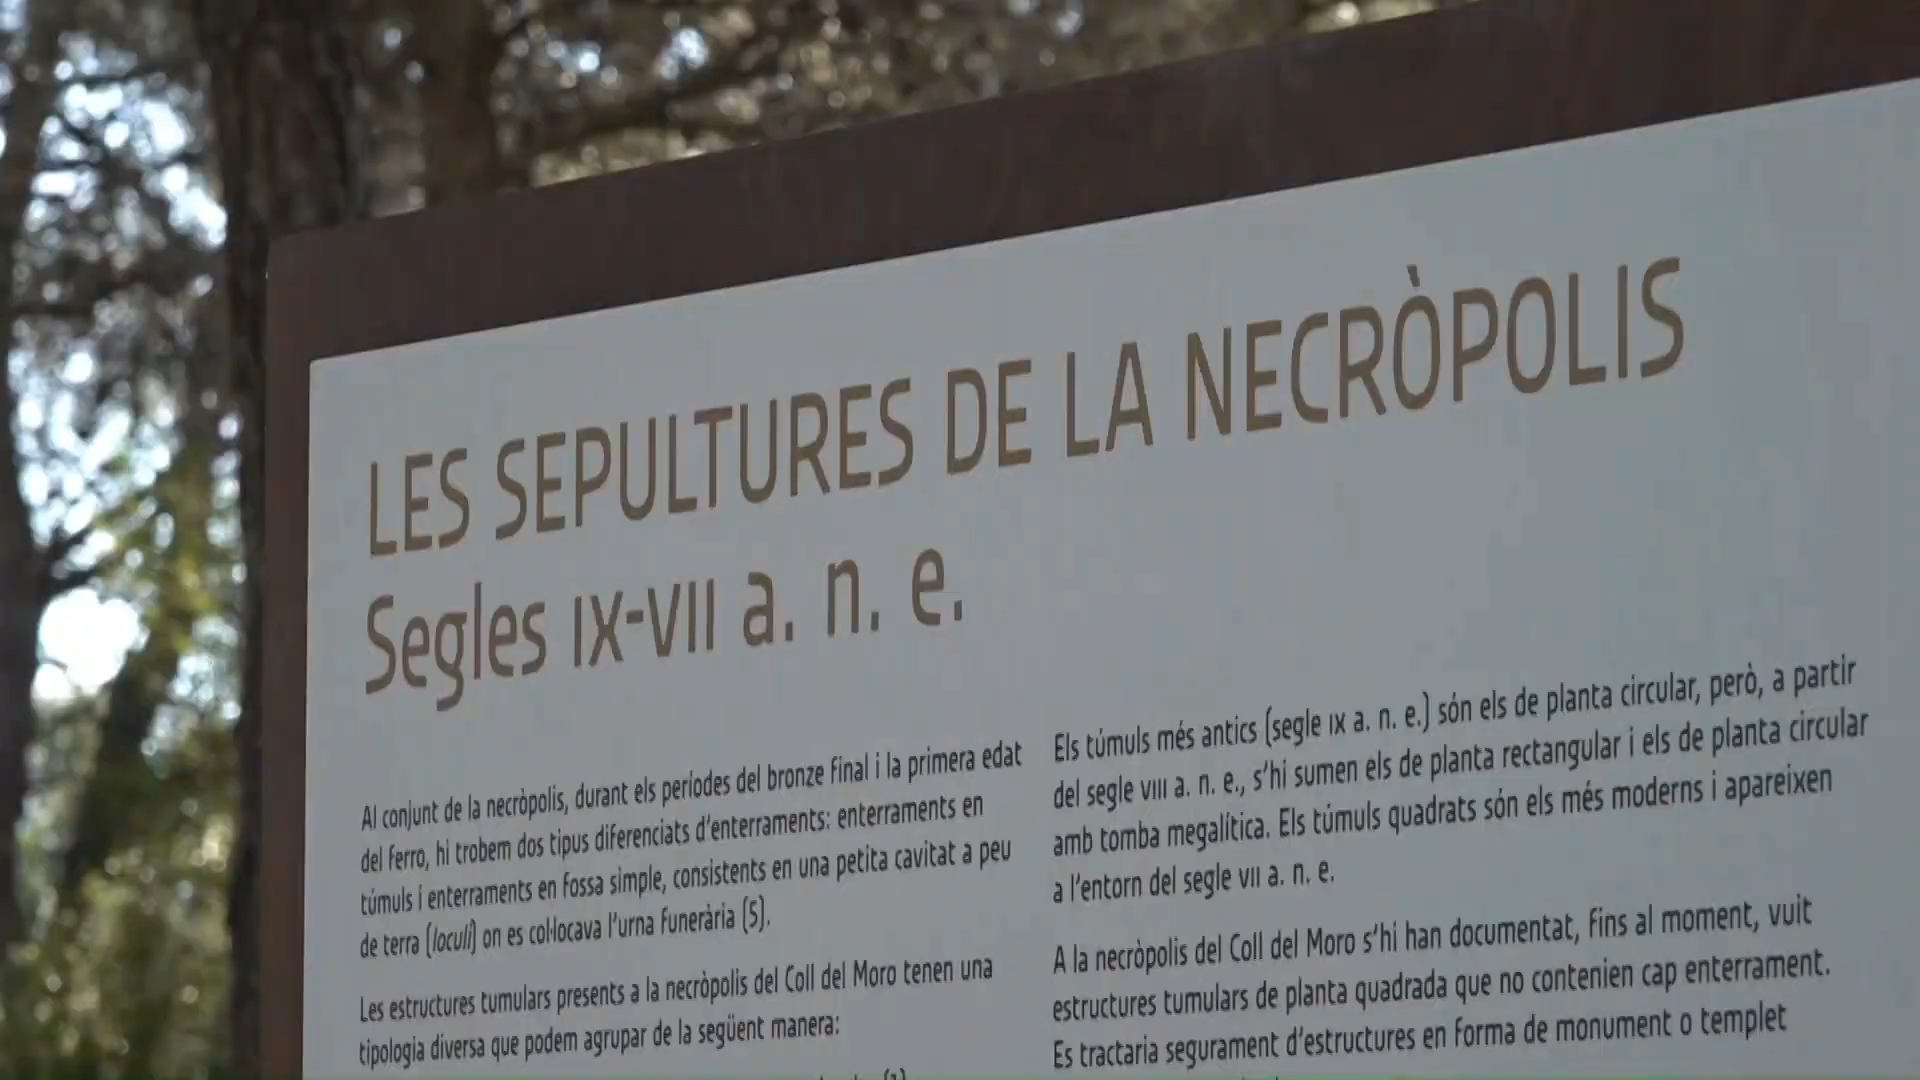 LES SEPULTURES DE LA NECRÒPOLIS
Segles IX-VII a. n. e.
Al conjunt de la necròpolis, durant els períodes del bronze final i la primera edat
del ferro, hi trobem dos tipus diferenciats d'enterraments: enterraments en
túmuls i enterraments en fossa simple, consistents en una petita cavitat a peu
de terra (loculi) on es col·locava l'urna funerària (5).
Les estructures tumulars presents a la necròpolis del Coll del Moro tenen una
tipologia diversa que podem agrupar de la següent manera:
Els túmuls més antics (segle IX a. n. e.) són els de planta circular, però, a partir
del segle VIII a. n. e., s'hi sumen els de planta rectangular i els de planta circular
amb tomba megalítica. Els túmuls quadrats són els més moderns i apareixen
a l'entorn del segle VII a. n. e.
A la necròpolis del Coll del Moro s'hi han documentat, fins al moment, vuit
estructures tumulars de planta quadrada que no contenien cap enterrament.
Es tractaria segurament d'estructures en forma de monument o templet